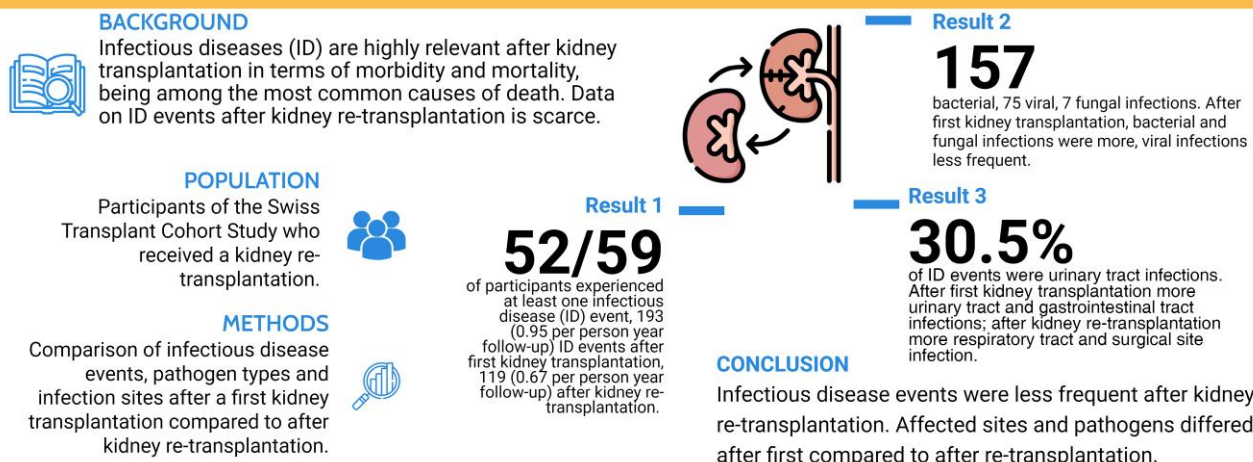 BACKGROUND
Infectious diseases (ID) are highly relevant after kidney
transplantation in terms of morbidity and mortality,
being among the most common causes of death. Data
on ID events after kidney re-transplantation is scarce.
POPULATION
Participants of the Swiss
Transplant Cohort Study who
received a kidney re-
transplantation.
METHODS
Comparison of infectious disease
events, pathogen types and
infection sites after a first kidney
transplantation compared to after
kidney re-transplantation.
Result 1
52/59
of participants experienced
at least one infectious
disease (ID) event, 193
(0.95 per person year
follow-up) ID events after
first kidney transplantation,
119 (0.67 per person year
follow-up) after kidney re-
transplantation.
Result 2
157
bacterial, 75 viral, 7 fungal infections. After
first kidney transplantation, bacterial and
fungal infections were more, viral infections
less frequent.
Result 3
30.5%
of ID events were urinary tract infections.
After first kidney transplantation more
urinary tract and gastrointestinal tract
infections; after kidney re-transplantation
more respiratory tract and surgical site
infection.
CONCLUSION
Infectious disease events were less frequent after kidney
re-transplantation. Affected sites and pathogens differed
after first compared to after re-transplantation.